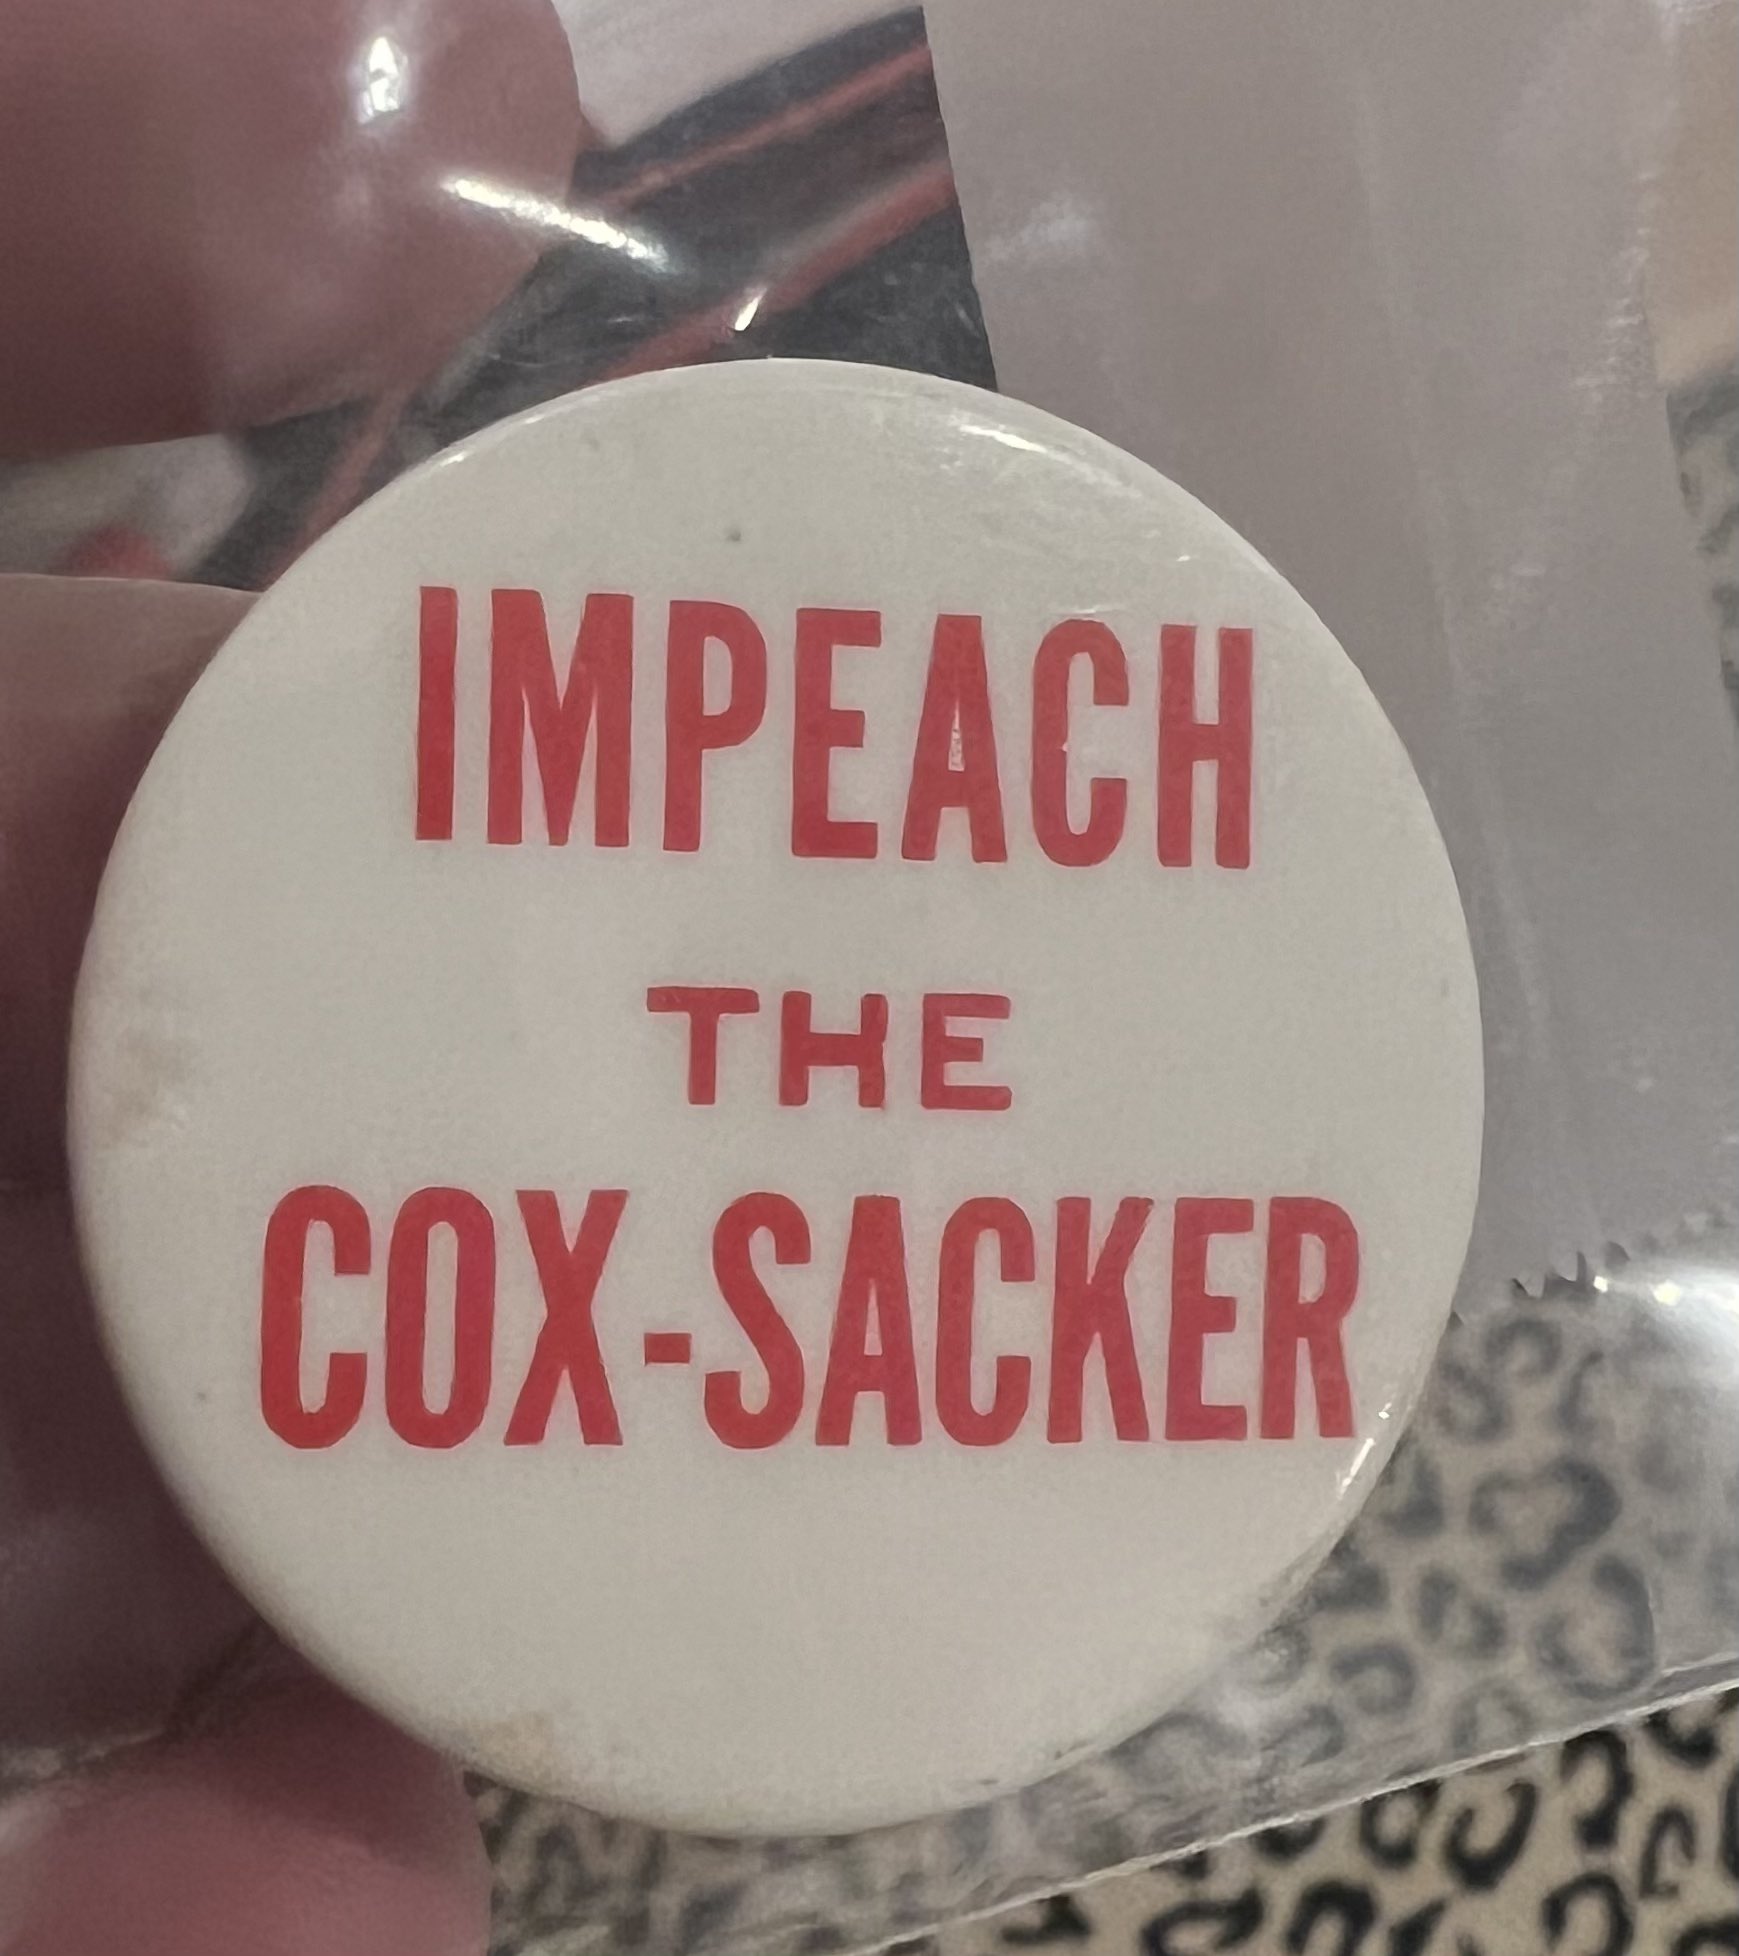 IMPEACH
THE
COX-SACKER